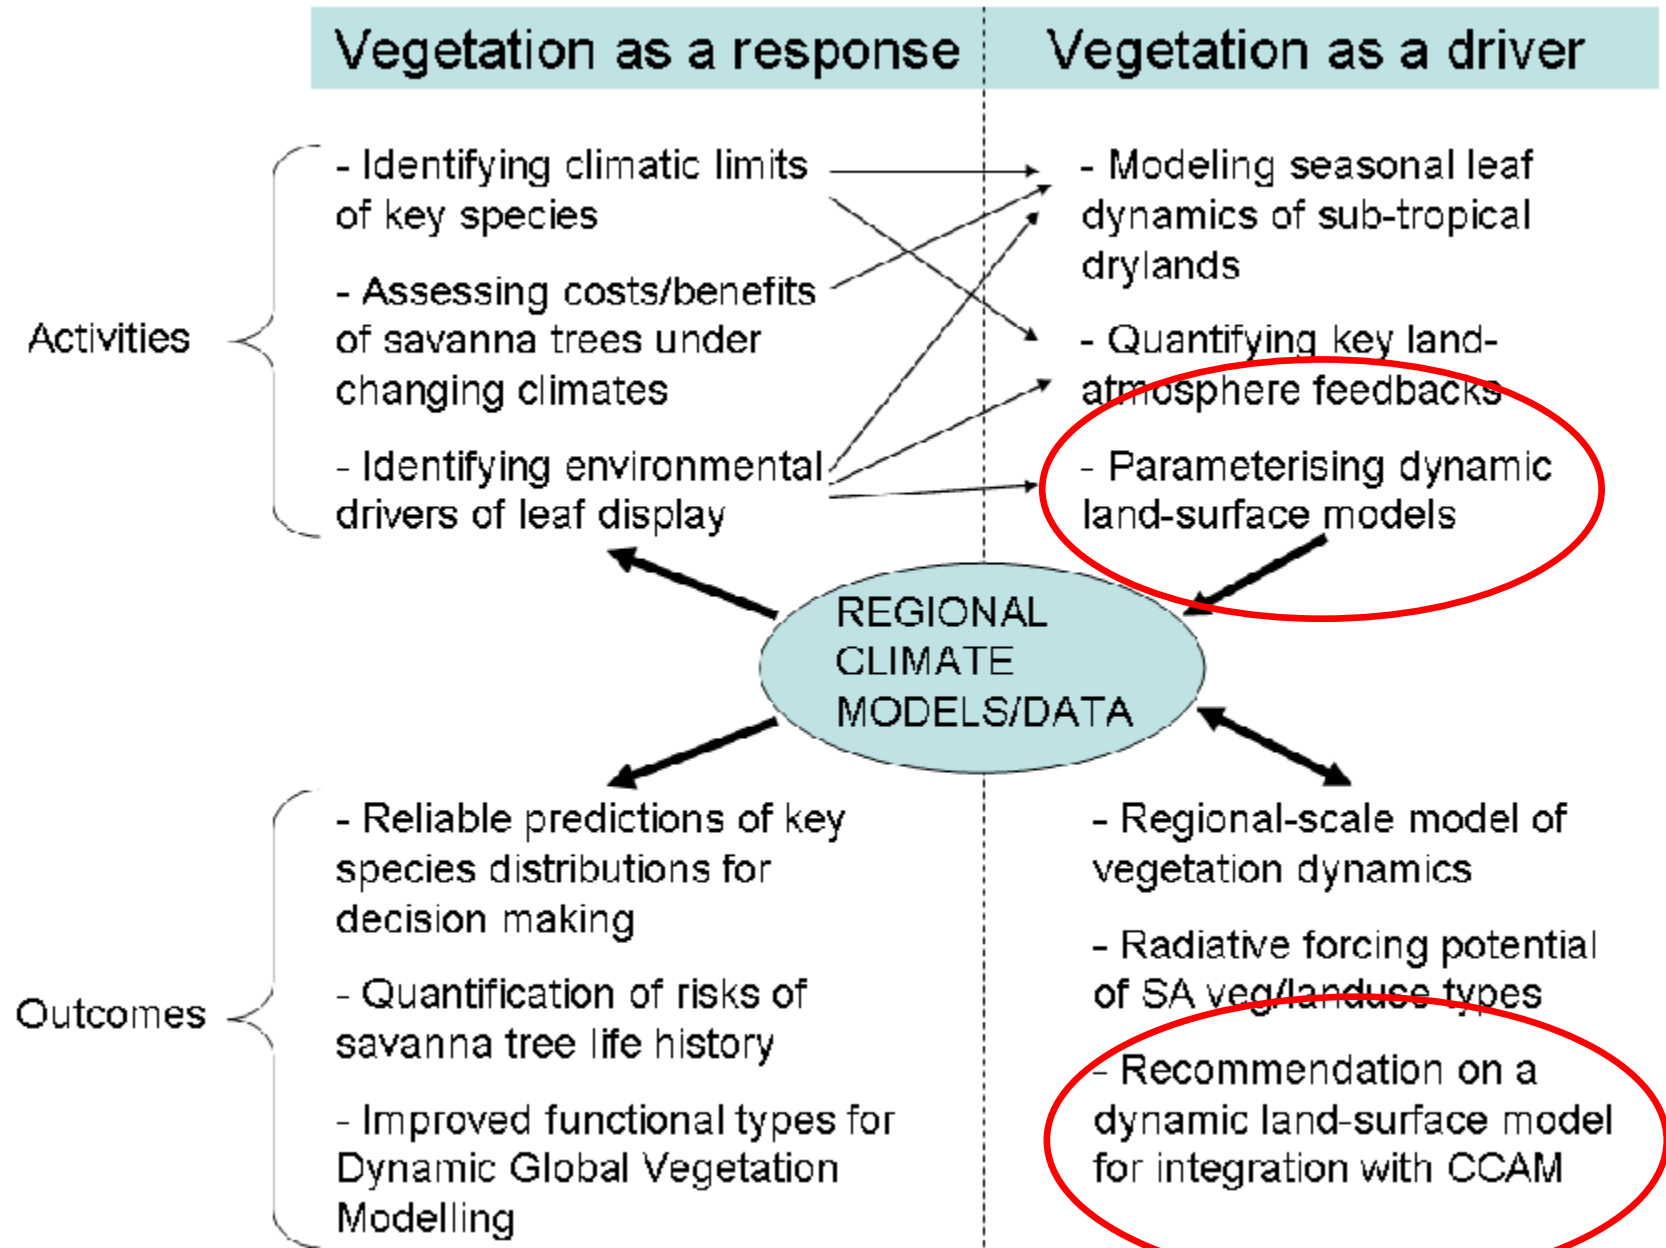 Vegetation as a response
Vegetation as a driver
Activities
- Identifying climatic limits
of key species
- Assessing costs/benefits
of savanna trees under
changing climates
- Identifying environmental
drivers of leaf display
- Modeling seasonal leaf
dynamics of sub-tropical
drylands
- Quantifying key land-
atmosphere feedbacks
- Parameterising dynamic
land-surface models
REGIONAL
CLIMATE
MODELS/DATA
Outcomes
- Reliable predictions of key
species distributions for
decision making
- Quantification of risks of
savanna tree life history
- Improved functional types for
Dynamic Global Vegetation
Modelling
- Regional-scale model of
vegetation dynamics
- Radiative forcing potential
of SA veg/landuse types
- Recommendation on a
dynamic land-surface model
for integration with CCAM